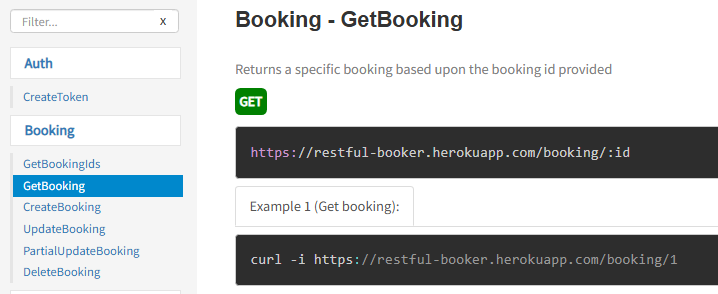 Filter...
x
Auth
CreateToken
Booking
GetBookingIds
GetBooking
CreateBooking
UpdateBooking
PartialUpdateBooking
DeleteBooking
Booking - GetBooking
Returns a specific booking based upon the booking id provided
GET
https://restful-booker.herokuapp.com/booking/:id
Example 1 (Get booking):
curl -i https://restful-booker.herokuapp.com/booking/1